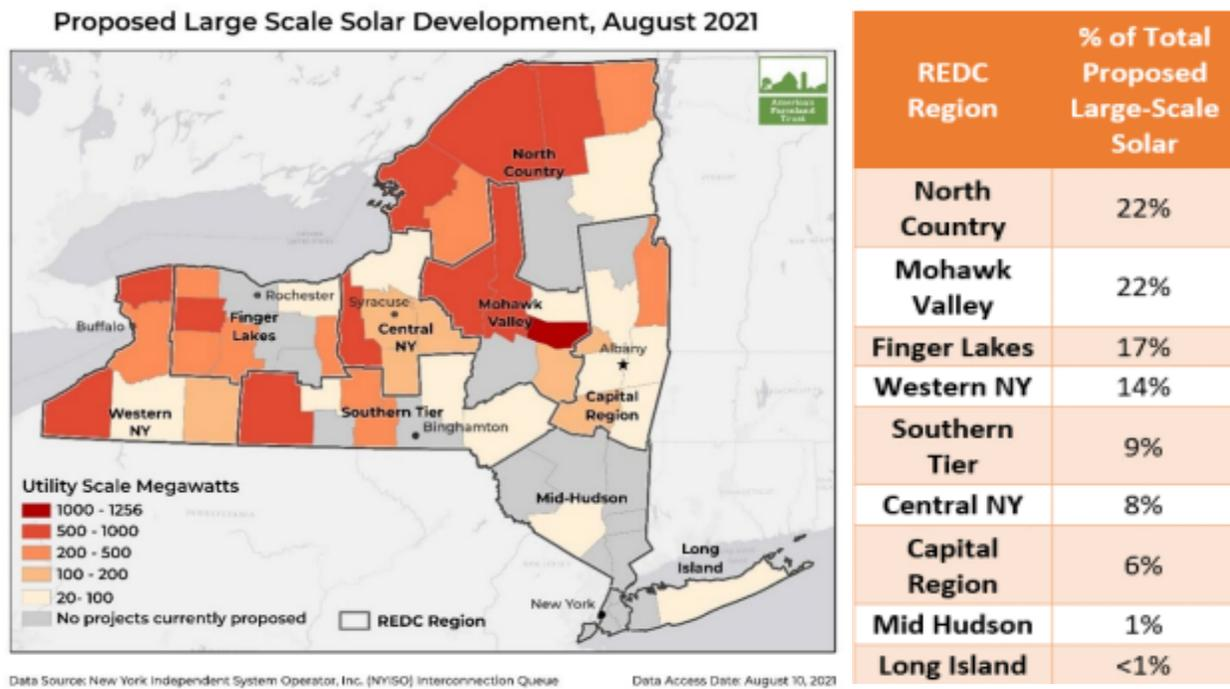 Proposed Large Scale Solar Development, August 2021
American
Farmland
Trust
North
Country
Rochester
Syracuse
Mohawk
Valley
Buffalo
Finger
Lakes
Central
NY
Albany
Western
NY
Southern Tier
Capital
Region
Binghamton
PENNSYLVANIA
Mid-Hudson
Long
Island
New York
Utility Scale Megawatts
1000 - 1256
500 - 1000
200 - 500
100 - 200
20- 100
No projects currently proposed
REDC Region
Data Source: New York Independent System Operator, Inc. (NYISO) Interconnection Queue
Data Access Date: August 10, 2021
REDC
Region
% of Total
Proposed
Large-Scale
Solar
North
Country
22%
Mohawk
Valley
22%
Finger Lakes
17%
Western NY
14%
Southern
Tier
9%
Central NY
8%
Capital
Region
6%
Mid Hudson
1%
Long Island
<1%